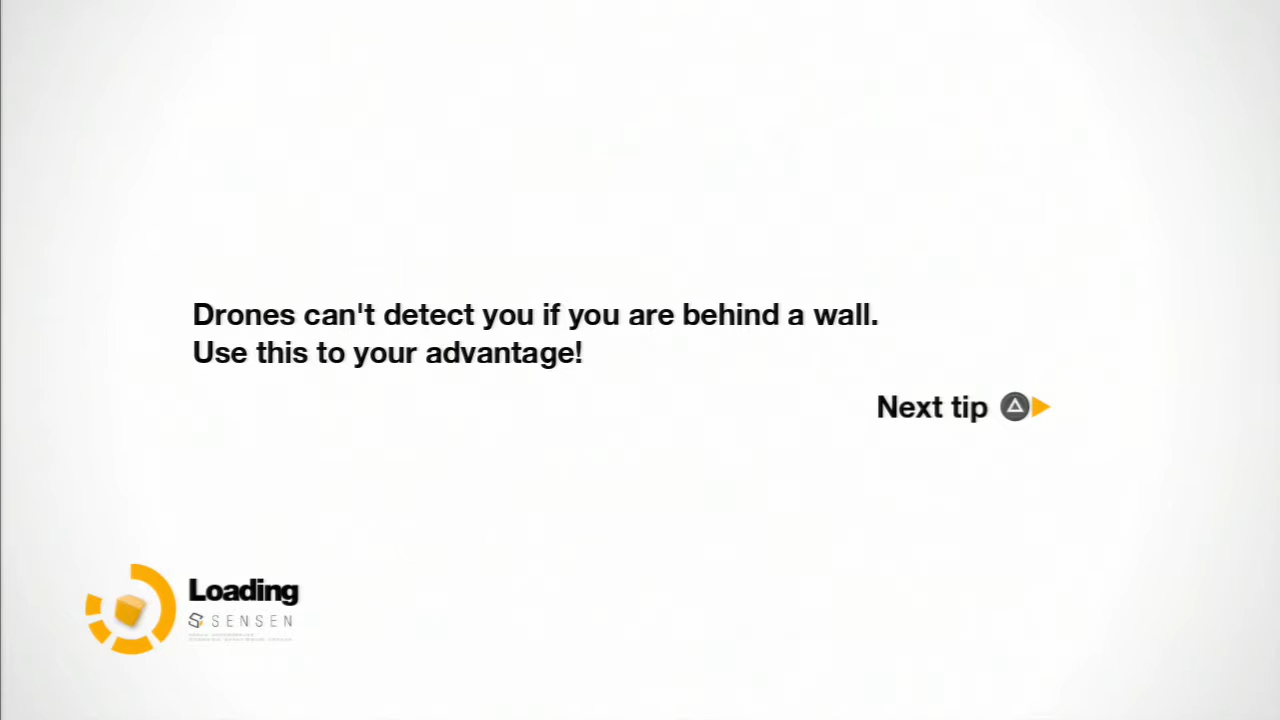 Drones can't detect you if you are behind a wall.
Use this to your advantage!
Next tip
Loading
SENSEN